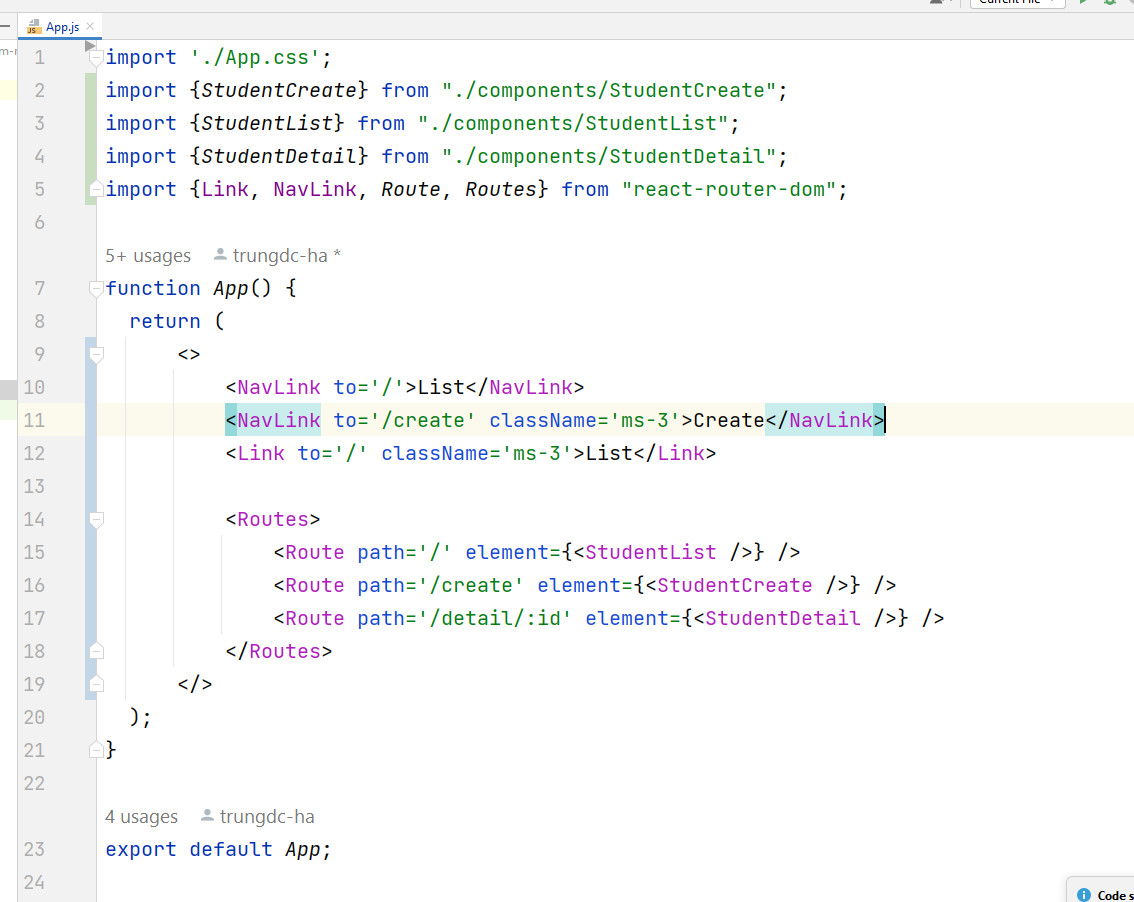 App.js
1 import './App.css';
2 import {StudentCreate} from "./components/StudentCreate";
3 import {StudentList} from "./components/StudentList";
4 import {StudentDetail} from "./components/StudentDetail";
5 import {Link, NavLink, Route, Routes} from "react-router-dom";
6
5+ usages trungdc-ha *
7 function App() {
8 return (
9 <>
10 <NavLink to='/'>List</NavLink>
11 <NavLink to='/create' className='ms-3'>Create</NavLink>
12 <Link to='/' className='ms-3'>List</Link>
13
14 <Routes>
15 <Route path='/' element={<StudentList />} />
16 <Route path='/create' element={<StudentCreate />} />
17 <Route path='/detail/:id' element={<StudentDetail />} />
18 </Routes>
19 </>
20 );
21 }
22
4 usages trungdc-ha
23 export default App;
24
Code s